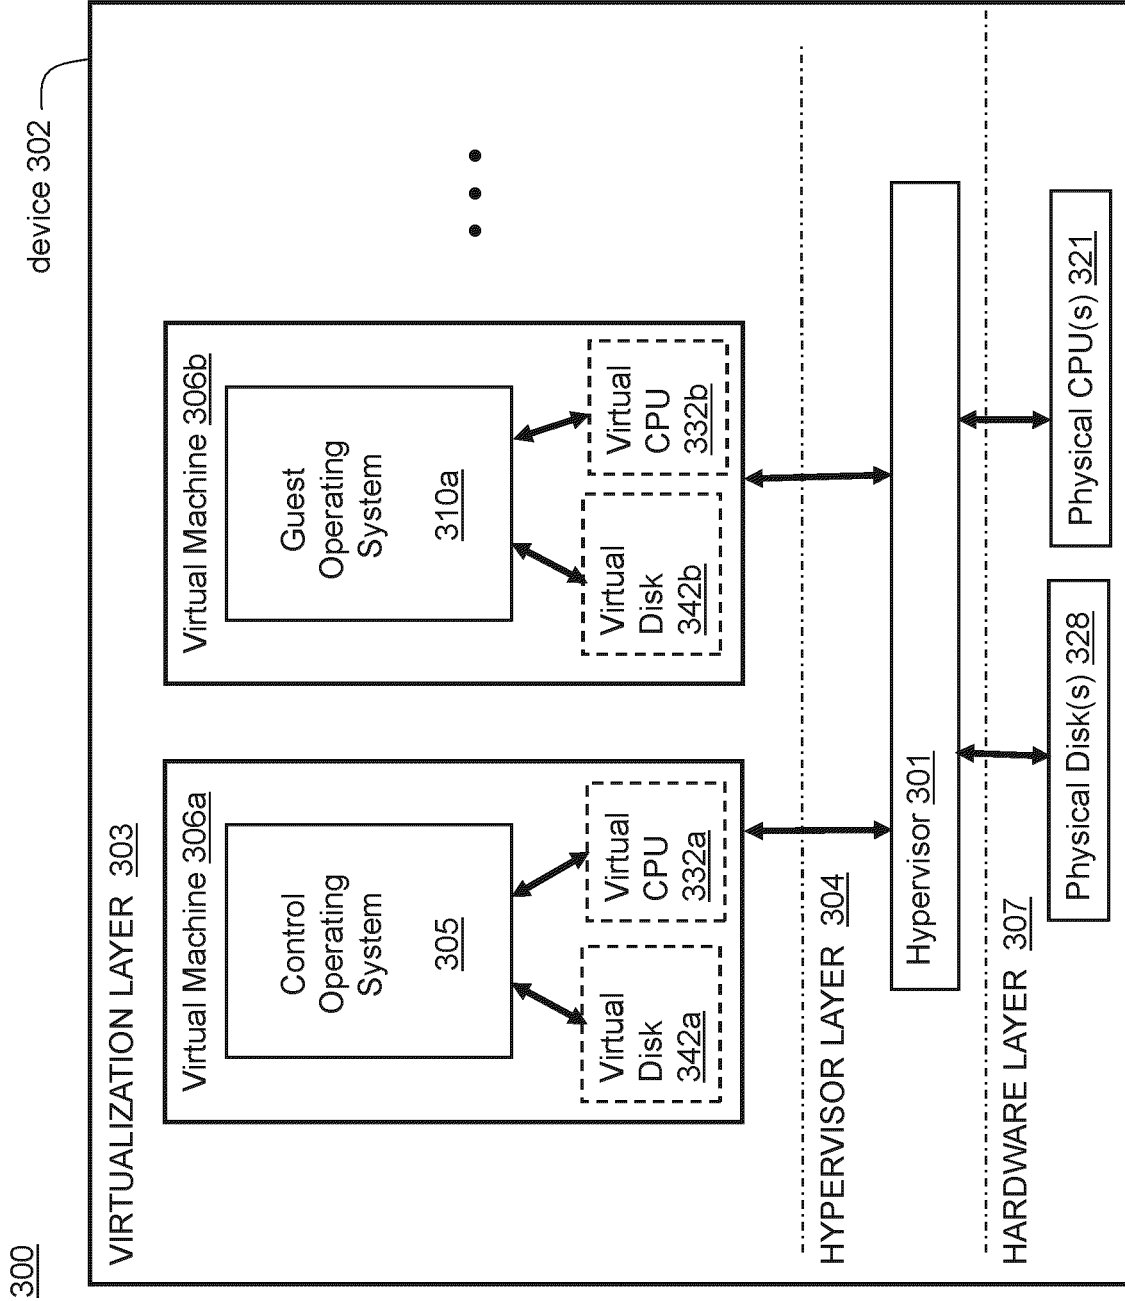 300
device 302
VIRTUALIZATION LAYER 303
Virtual Machine 306a
Control
Operating
System
305
Virtual
Disk
342a
Virtual
CPU
332a
Virtual Machine 306b
Guest
Operating
System
310a
Virtual
Disk
342b
Virtual
CPU
332b
HYPERVISOR LAYER 304
Hypervisor 301
HARDWARE LAYER 307
Physical Disk(s) 328
Physical CPU(s) 321